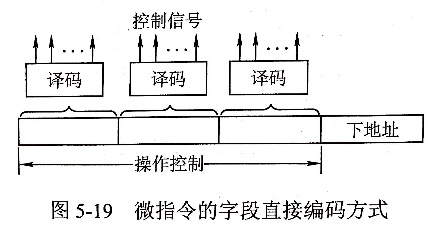 控制信号
译码 译码 译码
下地址
操作控制
图 5-19 微指令的字段直接编码方式